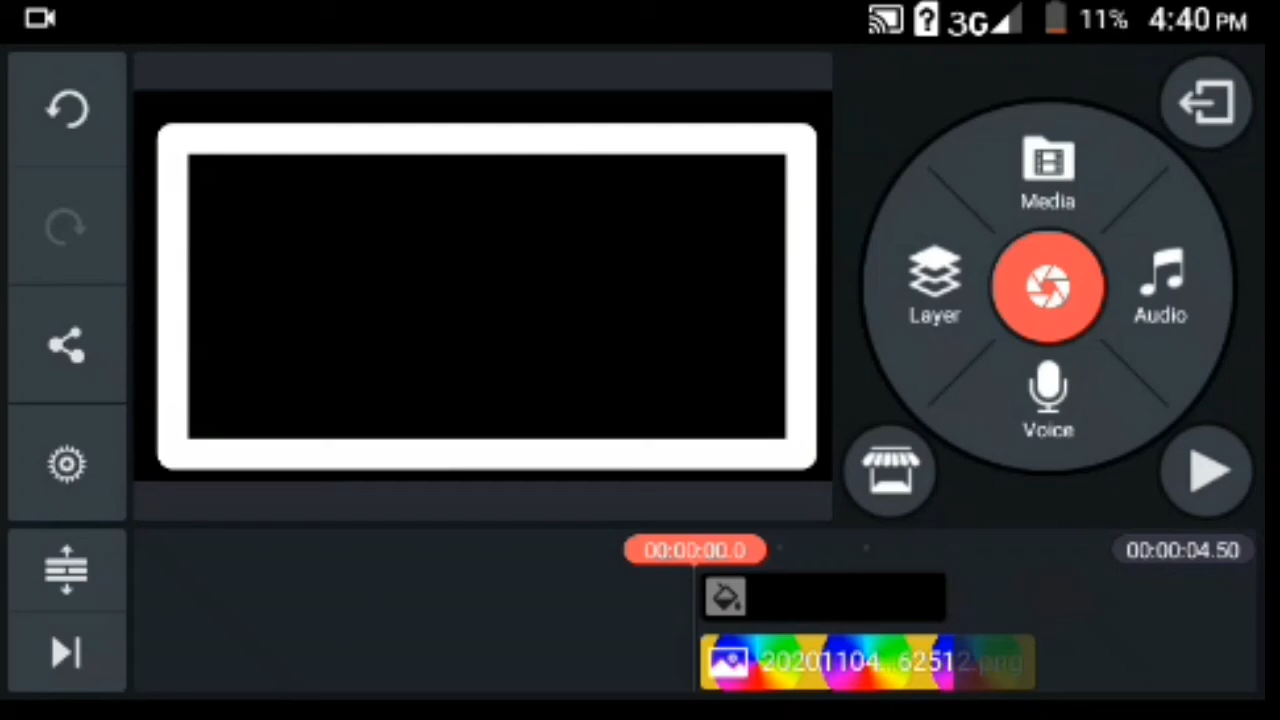 3G 11% 4:40 PM
Media
Layer
Audio
Voice
00:00:00.0
00:00:04.50
20201104...62512.png